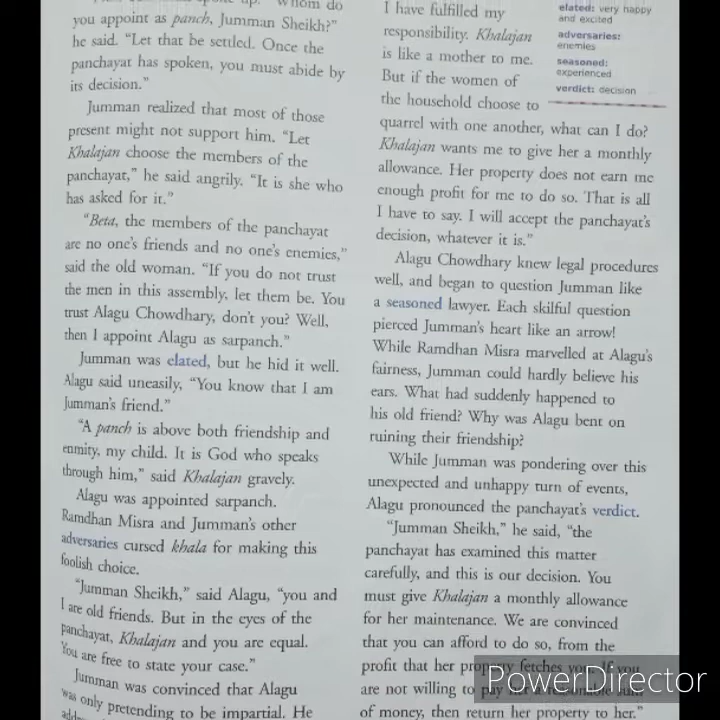 whom do
you appoint as panch, Jumman Sheikh?"
he said. "Let that be settled. Once the
panchayat has spoken, you must abide by
its decision."
Jumman realized that most of those
present might not support him. "Let
Khalajan choose the members of the
panchayat," he said angrily. "It is she who
has asked for it."
"Beta, the members of the panchayat
are no one's friends and no one's enemies,"
said the old woman. "If you do not trust
the men in this assembly, let them be. You
trust Alagu Chowdhary, don't you? Well,
then I appoint Alagu as sarpanch."
Jumman was elated, but he hid it well.
Alagu said uneasily, "You know that I am
Jumman's friend."
"A panch is above both friendship and
enmity, my child. It is God who speaks
through him," said Khalajan gravely.
Alagu was appointed sarpanch.
Ramdhan Misra and Jumman's other
adversaries cursed khala for making this
foolish choice.
"Jumman Sheikh," said Alagu, "you and
I are old friends. But in the eyes of the
panchayat, Khalajan and you are equal.
You are free to state your case."
Jumman was convinced that Alagu
was only pretending to be impartial. He
I have fulfilled my
responsibility. Khalajan
is like a mother to me.
But if the women of
the household choose to
quarrel with one another, what can I do?
Khalajan wants me to give her a monthly
allowance. Her property does not earn me
enough profit for me to do so. That is all
I have to say. I will accept the panchayat's
decision, whatever it is."
Alagu Chowdhary knew legal procedures
well, and began to question Jumman like
a seasoned lawyer. Each skilful question
pierced Jumman's heart like an arrow!
While Ramdhan Misra marvelled at Alagu's
fairness, Jumman could hardly believe his
ears. What had suddenly happened to
his old friend? Why was Alagu bent on
ruining their friendship?
While Jumman was pondering over this
unexpected and unhappy turn of events,
Alagu pronounced the panchayat's verdict.
"Jumman Sheikh," he said, "the
panchayat has examined this matter
carefully, and this is our decision. You
must give Khalajan a monthly allowance
for her maintenance. We are convinced
that you can afford to do so, from the
profit that her property fetches you. If you
are not willing to pay her a reasonable sum
of money, then return her property to her."
elated: very happy
and excited
adversaries:
enemies
seasoned:
experienced
verdict: decision
PowerDirector